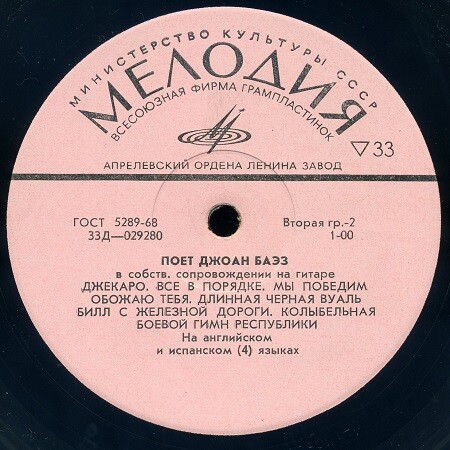 МИНИСТЕРСТВО КУЛЬТУРЫ СССР
МЕЛОДИЯ
ВСЕСОЮЗНАЯ ФИРМА ГРАМПЛАСТИНОК
▽33
АПРЕЛЕВСКИЙ ОРДЕНА ЛЕНИНА ЗАВОД
ГОСТ 5289-68 Вторая гр.-2
33Д—029280 1-00
ПОЕТ ДЖОАН БАЭЗ
в собств. сопровождении на гитаре
ДЖЕКАРО. ВСЕ В ПОРЯДКЕ. МЫ ПОБЕДИМ
ОБОЖАЮ ТЕБЯ. ДЛИННАЯ ЧЕРНАЯ ВУАЛЬ
БИЛЛ С ЖЕЛЕЗНОЙ ДОРОГИ. КОЛЫБЕЛЬНАЯ
БОЕВОЙ ГИМН РЕСПУБЛИКИ
На английском
и испанском (4) языках